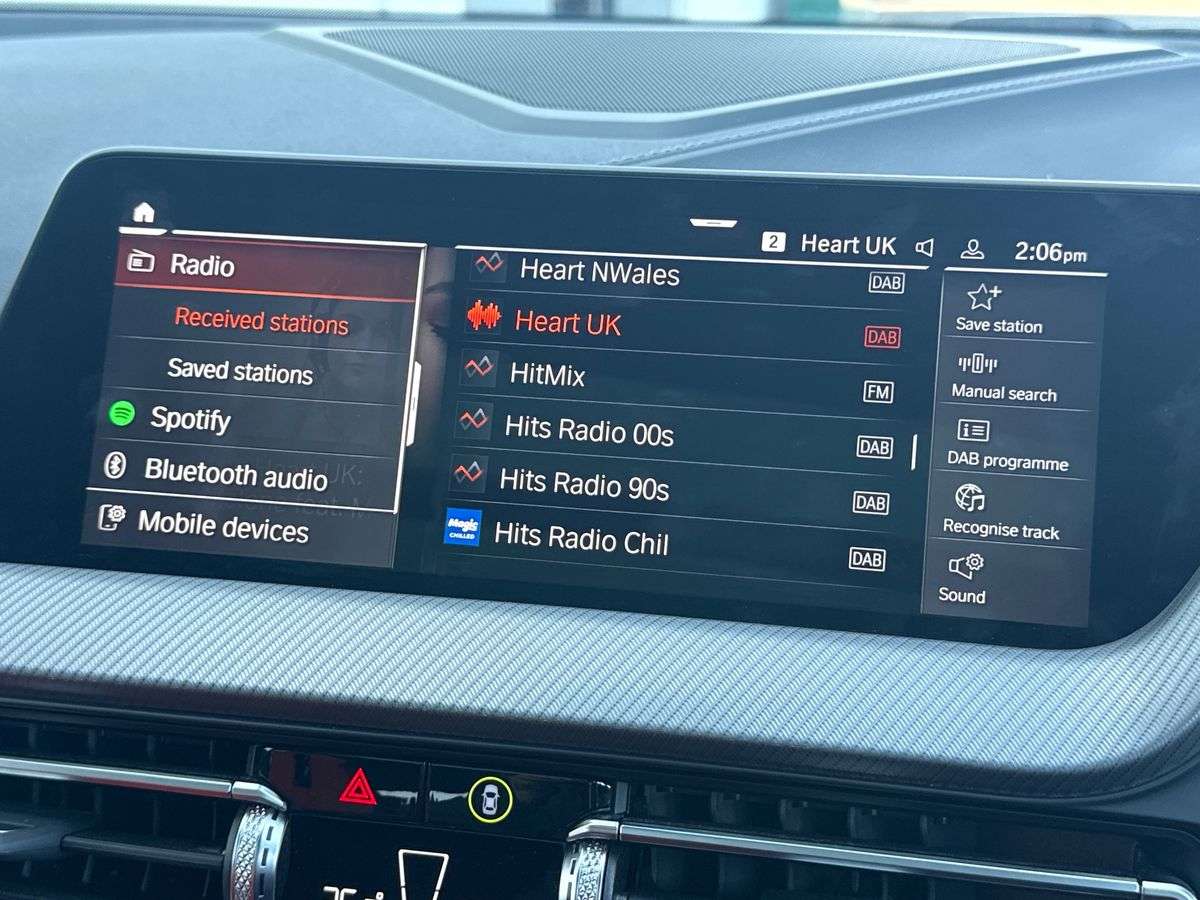 2 Heart UK 2:06pm
Radio
Received stations
Saved stations
Spotify
Bluetooth audio
Mobile devices
Heart NWales DAB
Heart UK DAB
HitMix FM
Hits Radio 00s DAB
Hits Radio 90s DAB
Magic
CHILLED
Hits Radio Chil DAB
Save station
Manual search
DAB programme
Recognise track
Sound